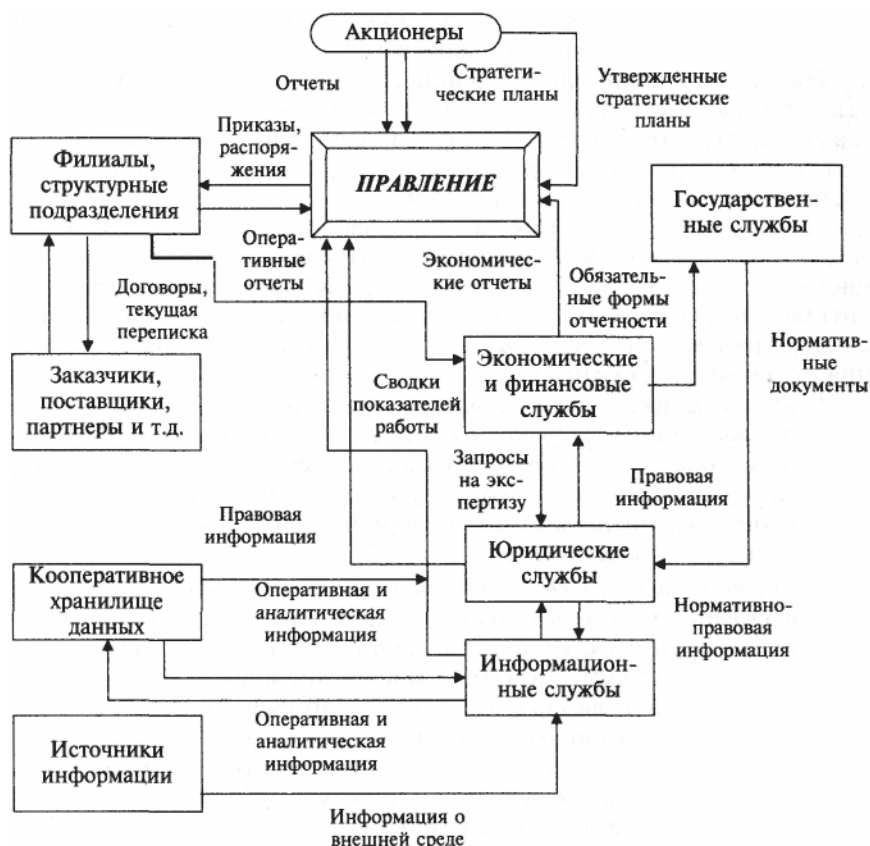 Акционеры
Отчеты
Стратеги-
ческие планы
Утвержденные
стратегические
планы
Приказы,
распоря-
жения
Филиалы,
структурные
подразделения
ПРАВЛЕНИЕ
Государствен-
ные службы
Оперативные
отчеты
Экономичес-
кие отчеты
Обязатель-
ные формы
отчетности
Договоры,
текущая
переписка
Заказчики,
поставщики,
партнеры и т.д.
Сводки
показателей
работы
Экономические
и финансовые
службы
Норматив-
ные
документы
Запросы
на экс-
пертизу
Правовая
информация
Правовая
информация
Юридические
службы
Кооперативное
хранилище
данных
Оперативная и
аналитическая
информация
Нормативно-
правовая
информация
Информацион-
ные службы
Оперативная и
аналитическая
информация
Источники
информации
Информация о
внешней среде